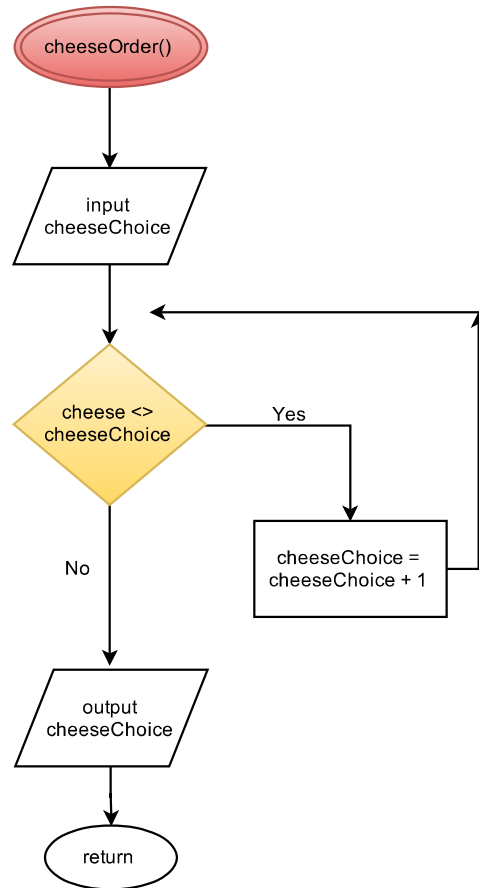 cheeseOrder()
input
cheeseChoice
cheese <>
cheeseChoice
Yes
cheeseChoice =
cheeseChoice + 1
No
output
cheeseChoice
return